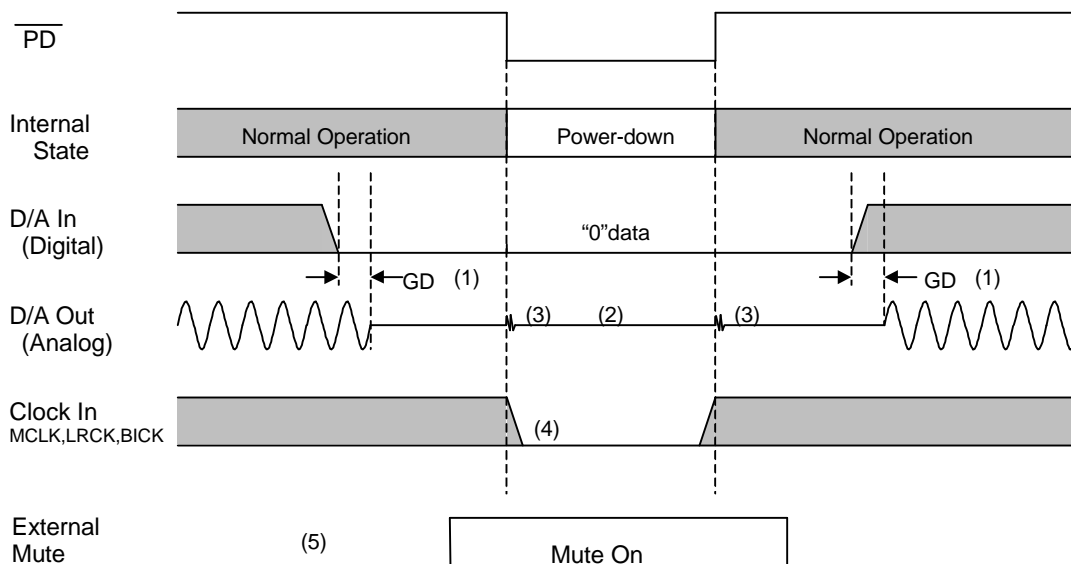 PD
Internal
State
Normal Operation
Power-down
Normal Operation
D/A In
(Digital)
“0”data
GD (1)
GD (1)
D/A Out
(Analog)
(3)
(2)
(3)
Clock In
MCLK,LRCK,BICK
(4)
External
Mute
(5)
Mute On